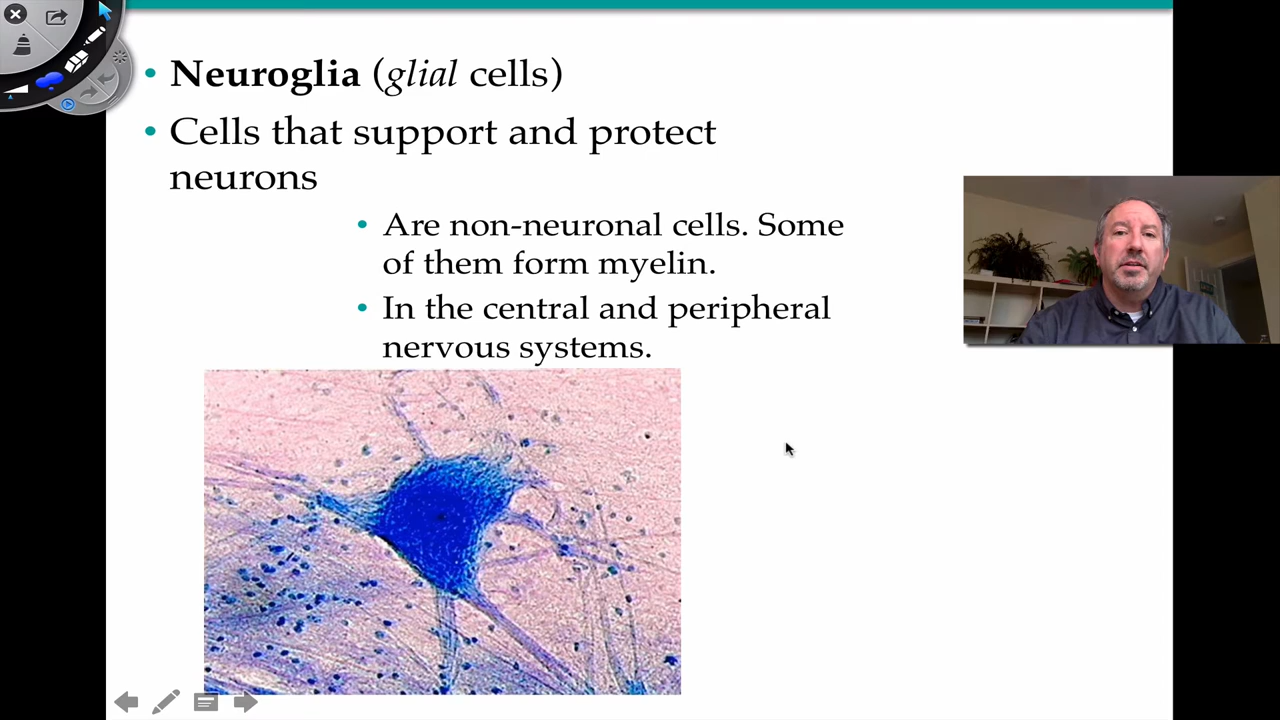 • Neuroglia (glial cells)
• Cells that support and protect
neurons
• Are non-neuronal cells. Some
of them form myelin.
• In the central and peripheral
nervous systems.